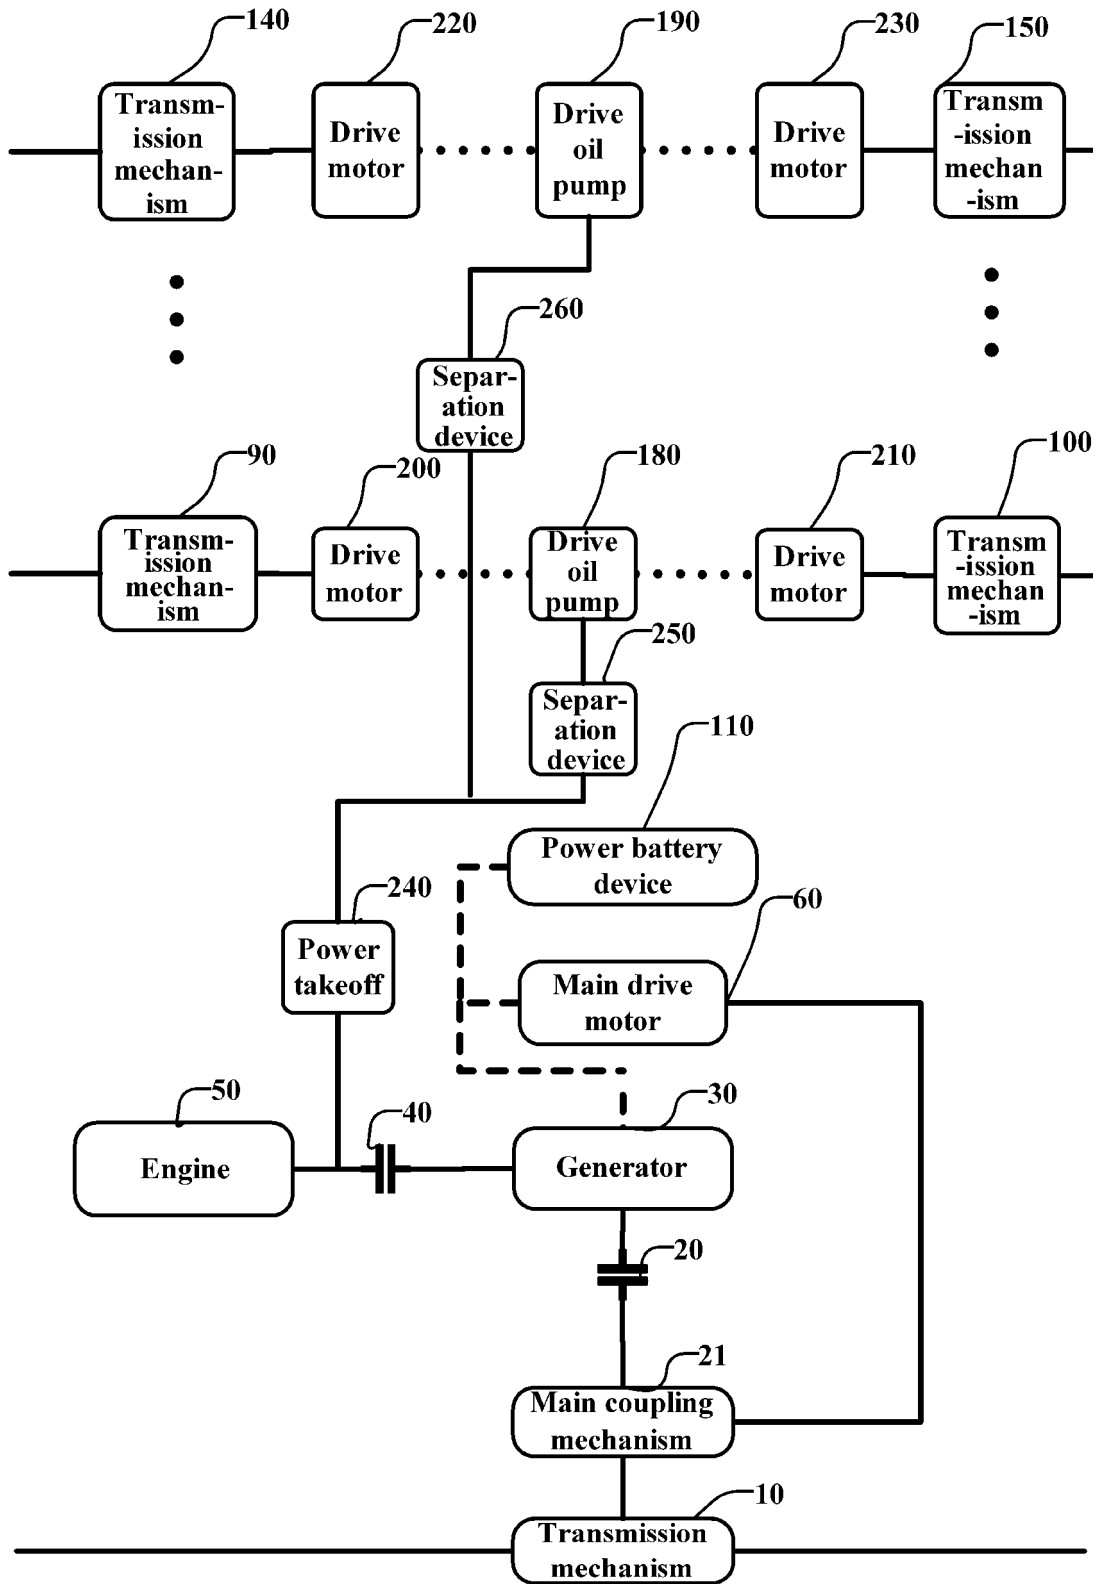 140
220
190
230
150
Transm-
ission
mechan-
ism
Drive
motor
Drive
oil
pump
Drive
motor
Transm
-ission
mechan
-ism
260
Separ-
ation
device
90
200
180
210
100
Transm-
ission
mechan-
ism
Drive
motor
Drive
oil
pump
Drive
motor
Transm
-ission
mechan
-ism
250
Separ-
ation
device
110
Power battery
device
240
60
Power
takeoff
Main drive
motor
50
40
30
Engine
Generator
20
21
Main coupling
mechanism
10
Transmission
mechanism